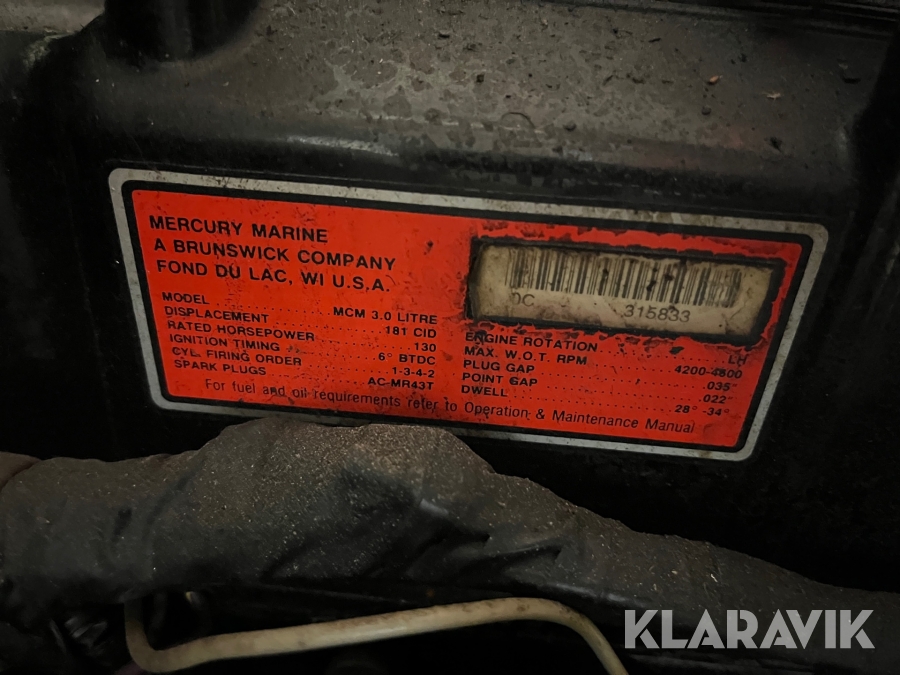 MERCURY MARINE
A BRUNSWICK COMPANY
FOND DU LAC, WI U.S.A.
MODEL .................. MCM 3.0 LITRE
DISPLACEMENT .................. 181 CID
RATED HORSEPOWER .................. 130
IGNITION TIMING .................. 6° BTDC
CYL. FIRING ORDER .................. 1-3-4-2
SPARK PLUGS .................. AC-MR43T
0C 315833
ENGINE ROTATION .................. LH
MAX. W.O.T. RPM .................. 4200-4600
PLUG GAP .................. .035"
POINT GAP .................. .022"
DWELL .................. 28° -34°
For fuel and oil requirements refer to Operation & Maintenance Manual
KLARAVIK